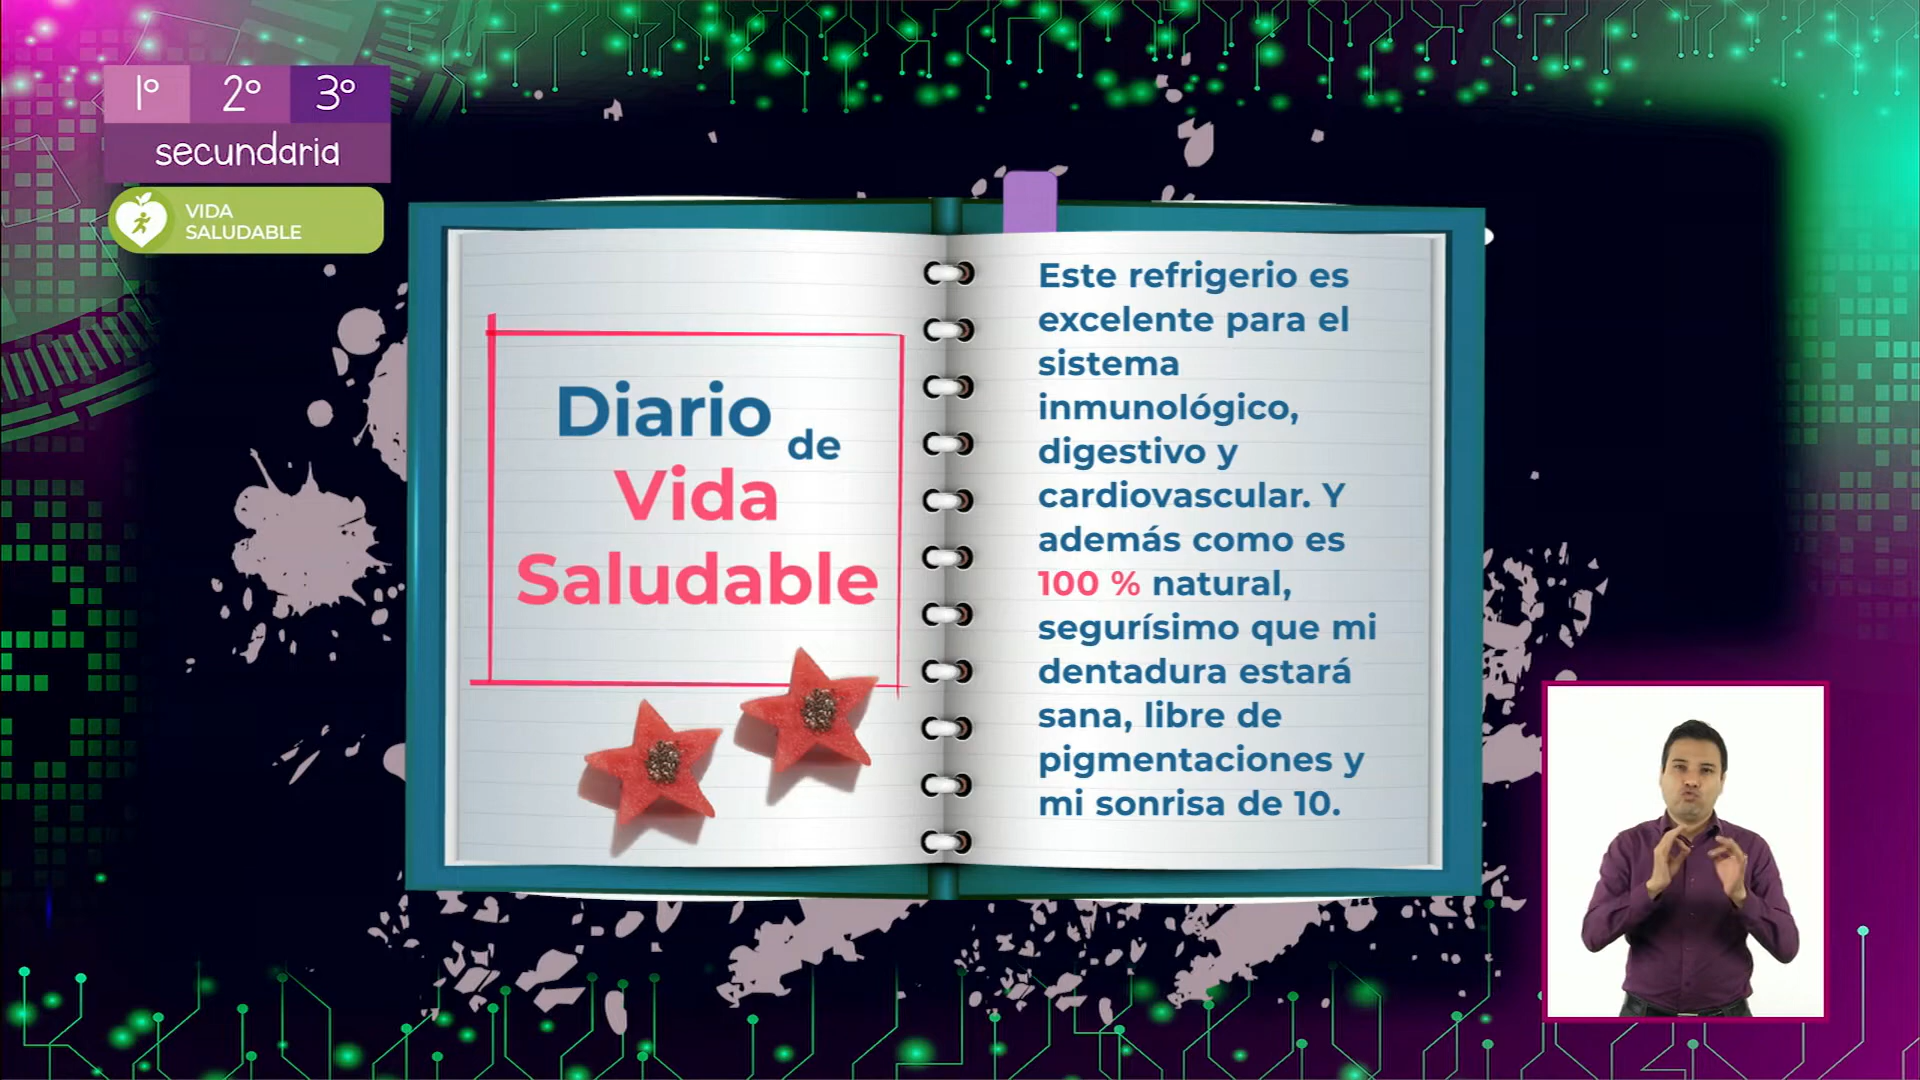 1° 2° 3°
secundaria
VIDA
SALUDABLE
Diario de
Vida
Saludable
Este refrigerio es
excelente para el
sistema
inmunológico,
digestivo y
cardiovascular. Y
además como es
100 % natural,
segurísimo que mi
dentadura estará
sana, libre de
pigmentaciones y
mi sonrisa de 10.